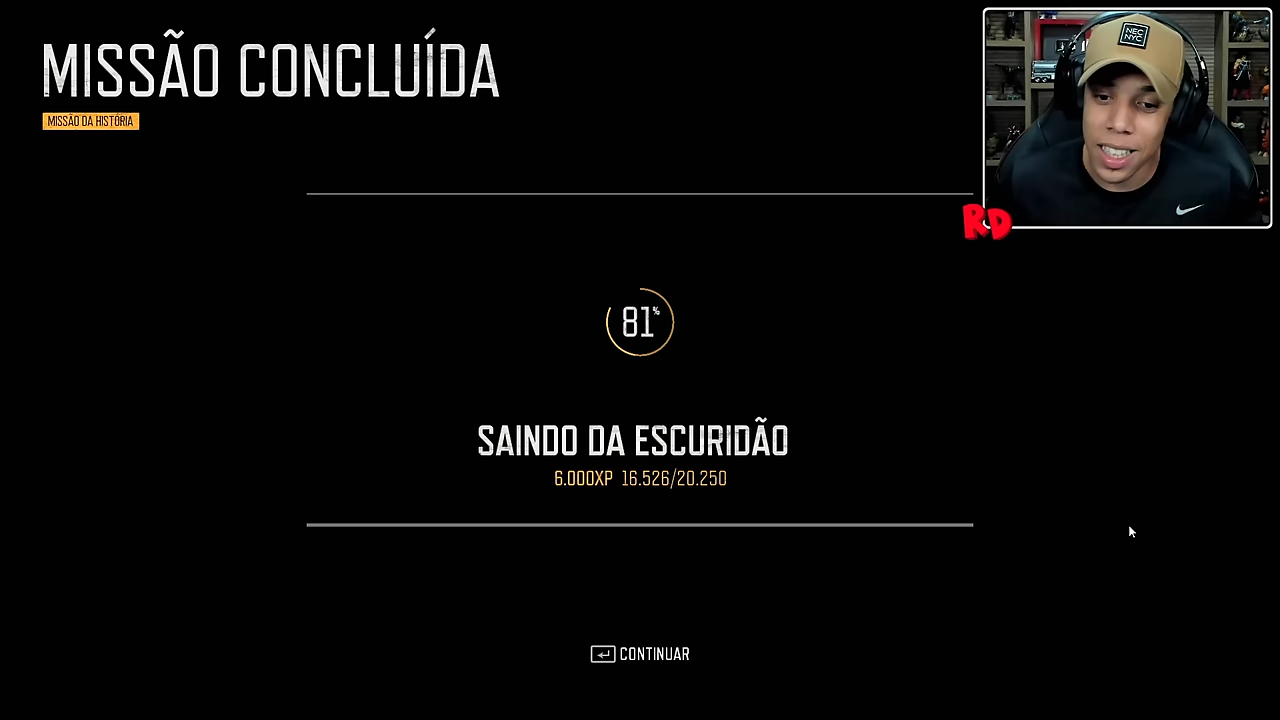 MISSÃO CONCLUÍDA
MISSÃO DA HISTÓRIA
NEC
NYC
RD
81%
SAINDO DA ESCURIDÃO
6.000XP 16.526/20.250
CONTINUAR